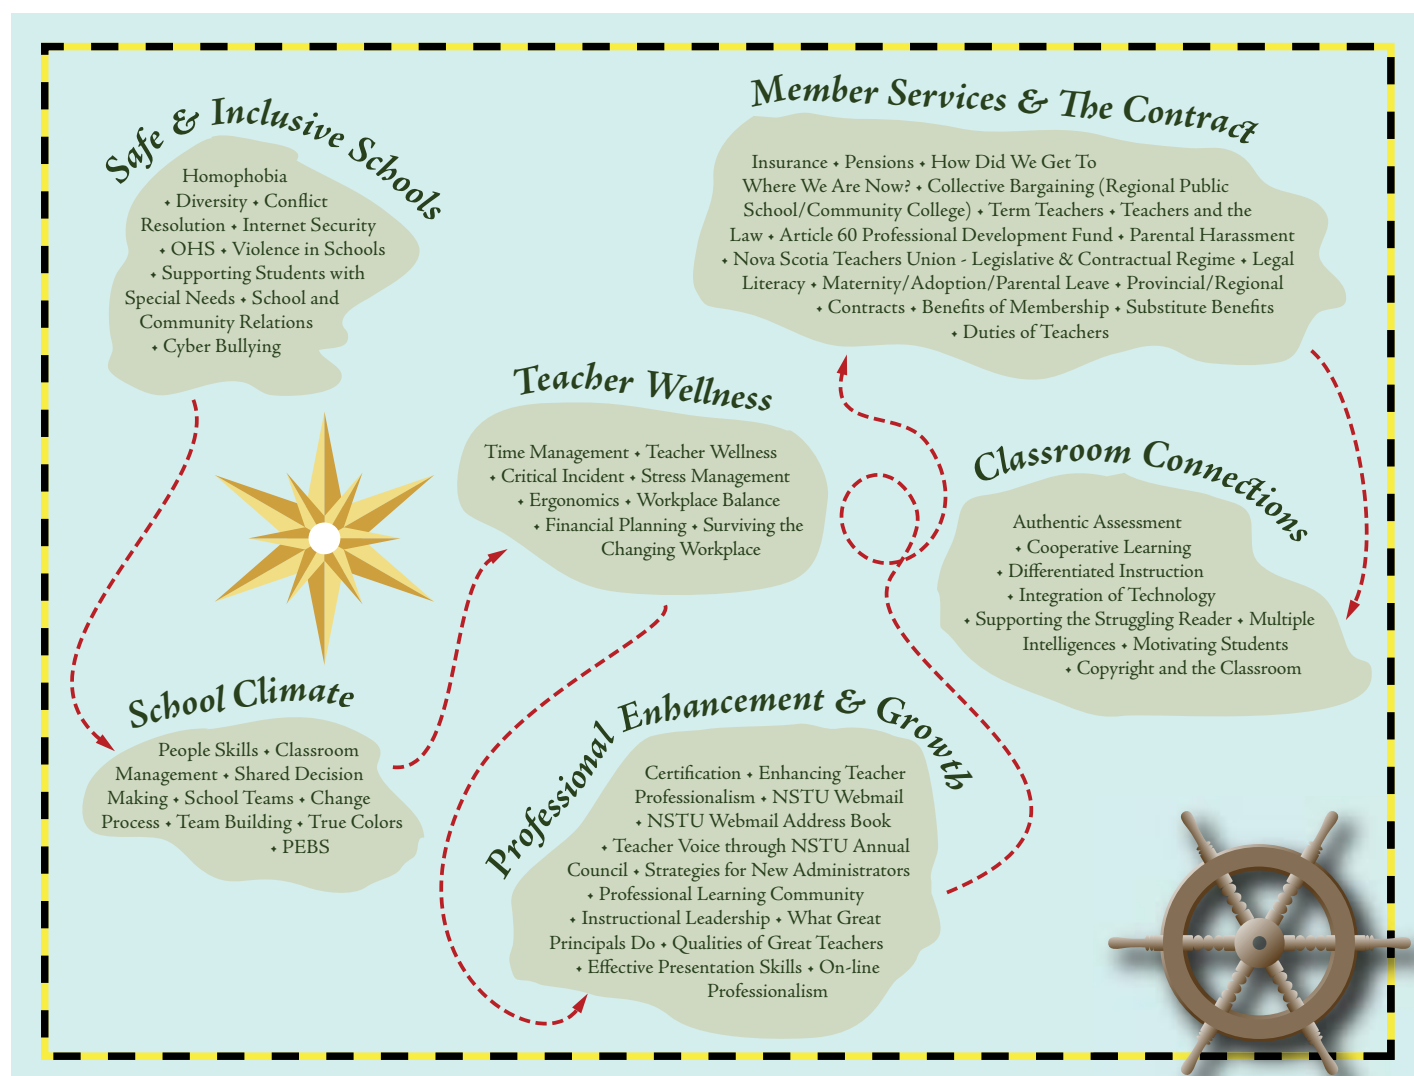 Safe & Inclusive Schools
Homophobia
✦ Diversity ✦ Conflict
Resolution ✦ Internet Security
✦ OHS ✦ Violence in Schools
✦ Supporting Students with
Special Needs ✦ School and
Community Relations
✦ Cyber Bullying
Member Services & The Contract
Insurance ✦ Pensions ✦ How Did We Get To
Where We Are Now? ✦ Collective Bargaining (Regional Public
School/Community College) ✦ Term Teachers ✦ Teachers and the
Law ✦ Article 60 Professional Development Fund ✦ Parental Harassment
✦ Nova Scotia Teachers Union - Legislative & Contractual Regime ✦ Legal
Literacy ✦ Maternity/Adoption/Parental Leave ✦ Provincial/Regional
✦ Contracts ✦ Benefits of Membership ✦ Substitute Benefits
✦ Duties of Teachers
Teacher Wellness
Time Management ✦ Teacher Wellness
✦ Critical Incident ✦ Stress Management
✦ Ergonomics ✦ Workplace Balance
✦ Financial Planning ✦ Surviving the
Changing Workplace
Classroom Connections
Authentic Assessment
✦ Cooperative Learning
✦ Differentiated Instruction
✦ Integration of Technology
✦ Supporting the Struggling Reader ✦ Multiple
Intelligences ✦ Motivating Students
✦ Copyright and the Classroom
School Climate
People Skills ✦ Classroom
Management ✦ Shared Decision
Making ✦ School Teams ✦ Change
Process ✦ Team Building ✦ True Colors
✦ PEBS
Professional Enhancement & Growth
Certification ✦ Enhancing Teacher
Professionalism ✦ NSTU Webmail
✦ NSTU Webmail Address Book
✦ Teacher Voice through NSTU Annual
Council ✦ Strategies for New Administrators
✦ Professional Learning Community
✦ Instructional Leadership ✦ What Great
Principals Do ✦ Qualities of Great Teachers
✦ Effective Presentation Skills ✦ On-line
Professionalism